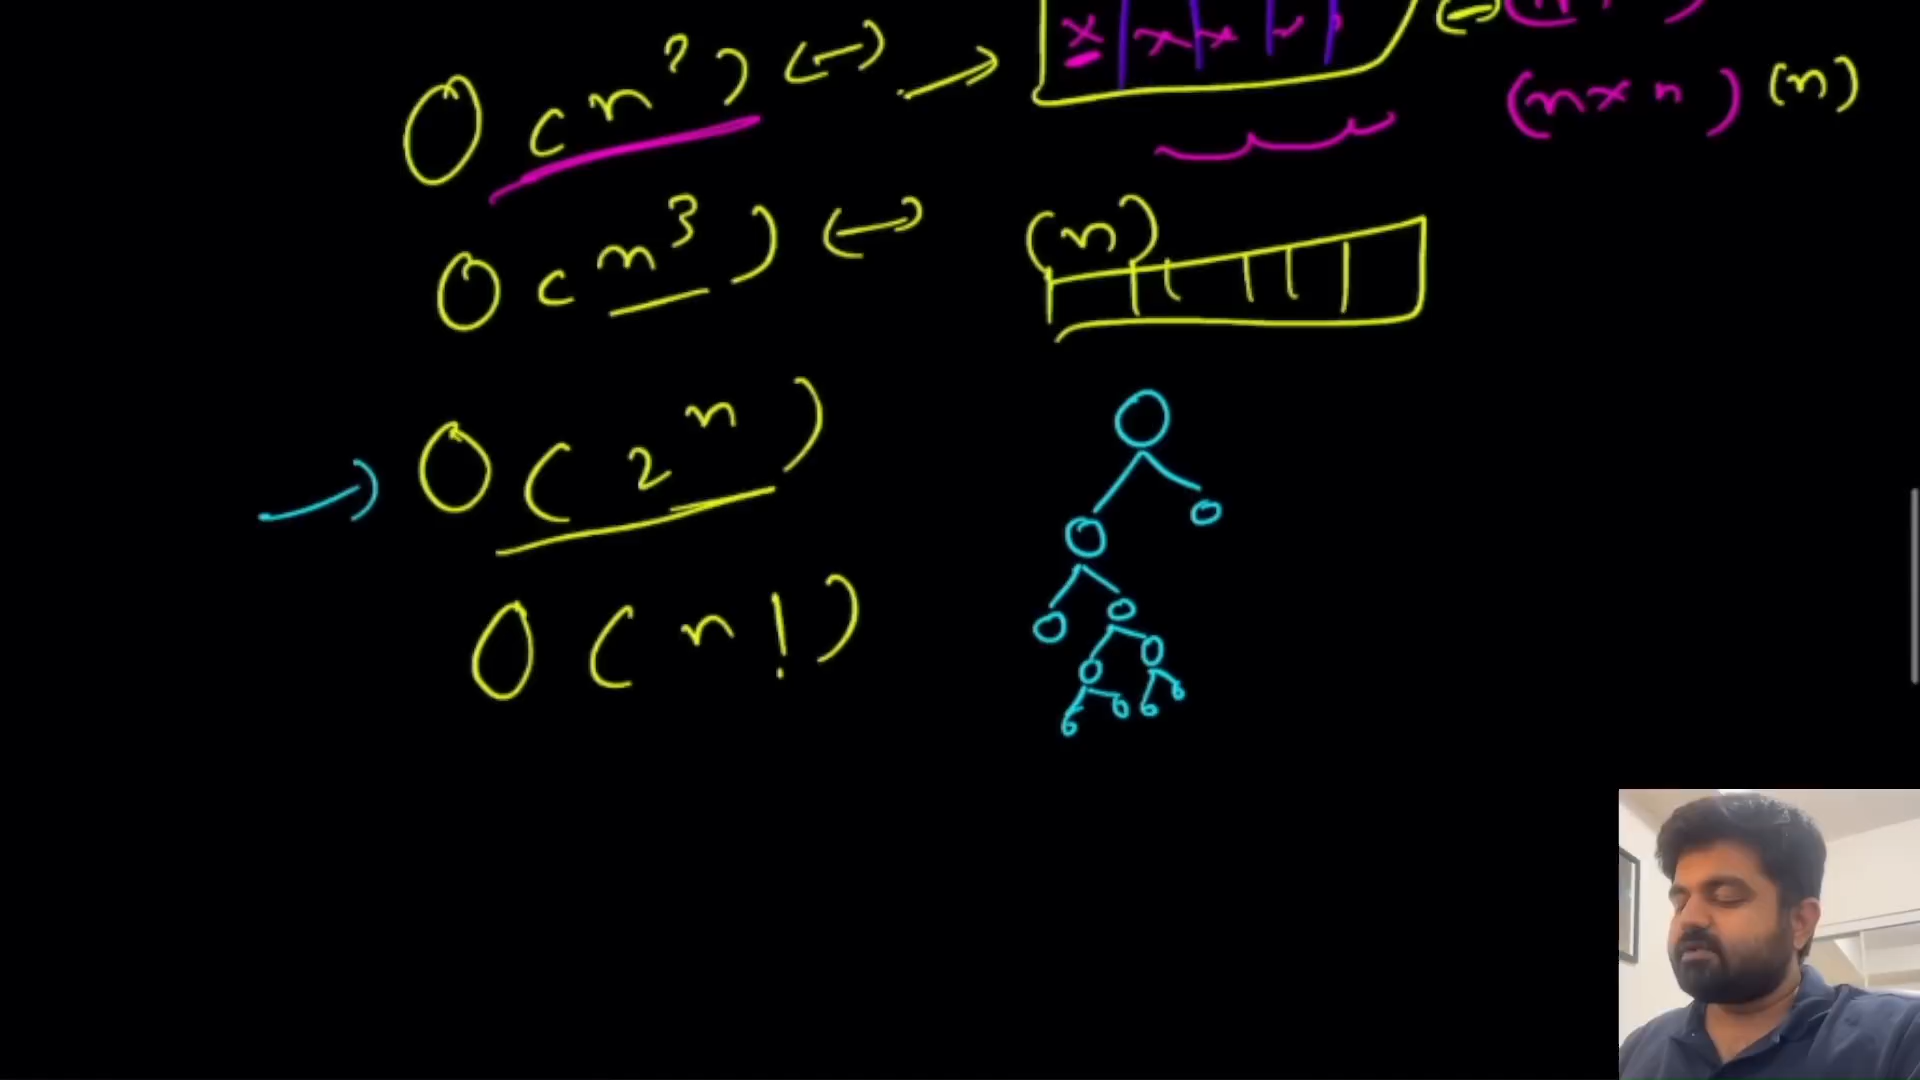 O(n²) ↔ →
(n×n) (n)
O(n³) ↔ (n)
→ O(2ⁿ)
O(n!)